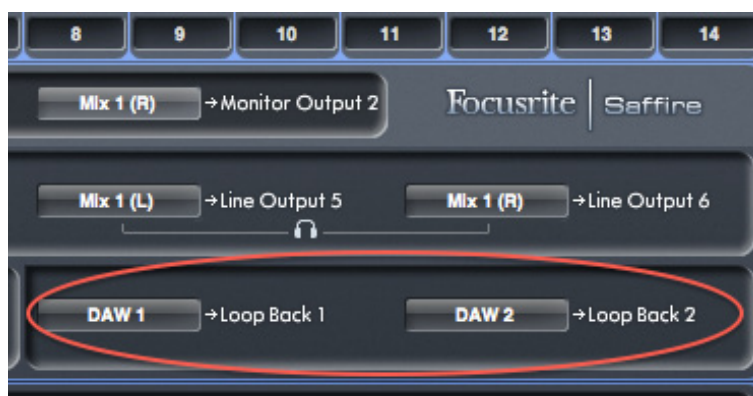 8 9 10 11 12 13 14
Mix 1 (R) →Monitor Output 2 Focusrite Saffire
Mix 1 (L) →Line Output 5 Mix 1 (R) →Line Output 6
DAW 1 →Loop Back 1 DAW 2 →Loop Back 2